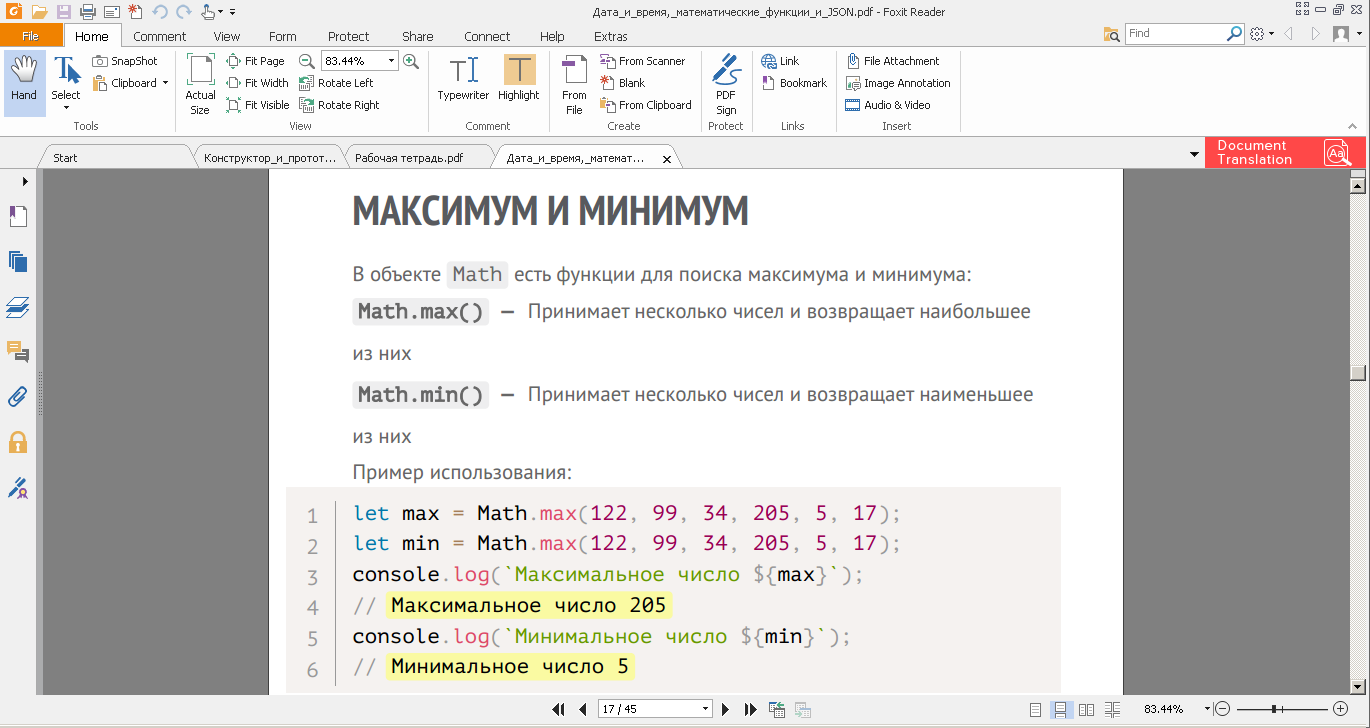 Дата_и_время,_математические_функции_и_JSON.pdf - Foxit Reader
File Home Comment View Form Protect Share Connect Help Extras
Find
Hand
Select
SnapShot
Clipboard
Tools
Actual Size
Fit Page
Fit Width
Fit Visible
83.44%
Rotate Left
Rotate Right
View
Typewriter
Highlight
Comment
From File
From Scanner
Blank
From Clipboard
Create
PDF Sign
Protect
Link
Bookmark
Links
File Attachment
Image Annotation
Audio & Video
Insert
Start
Конструктор_и_протот...
Рабочая тетрадь.pdf
Дата_и_время,_математ...
Document
Translation
Aa
МАКСИМУМ И МИНИМУМ
В объекте Math есть функции для поиска максимума и минимума:
Math.max() — Принимает несколько чисел и возвращает наибольшее
из них
Math.min() — Принимает несколько чисел и возвращает наименьшее
из них
Пример использования:
1 let max = Math.max(122, 99, 34, 205, 5, 17);
2 let min = Math.max(122, 99, 34, 205, 5, 17);
3 console.log(`Максимальное число ${max}`);
4 // Максимальное число 205
5 console.log(`Минимальное число ${min}`);
6 // Минимальное число 5
17 / 45
83.44%